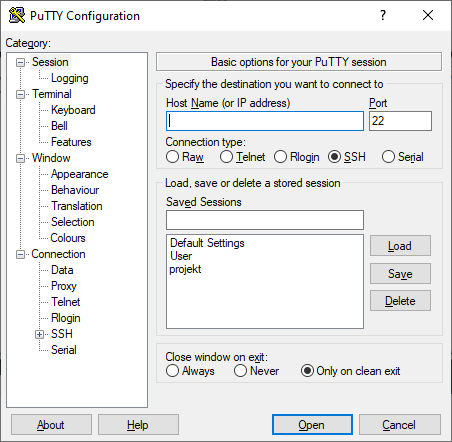 PuTTY Configuration
?
Category:
Session
Logging
Terminal
Keyboard
Bell
Features
Window
Appearance
Behaviour
Translation
Selection
Colours
Connection
Data
Proxy
Telnet
Rlogin
SSH
Serial
Basic options for your PuTTY session
Specify the destination you want to connect to
Host Name (or IP address) Port
22
Connection type:
Raw Telnet Rlogin SSH Serial
Load, save or delete a stored session
Saved Sessions
Default Settings
User
projekt
Load
Save
Delete
Close window on exit:
Always Never Only on clean exit
About Help Open Cancel